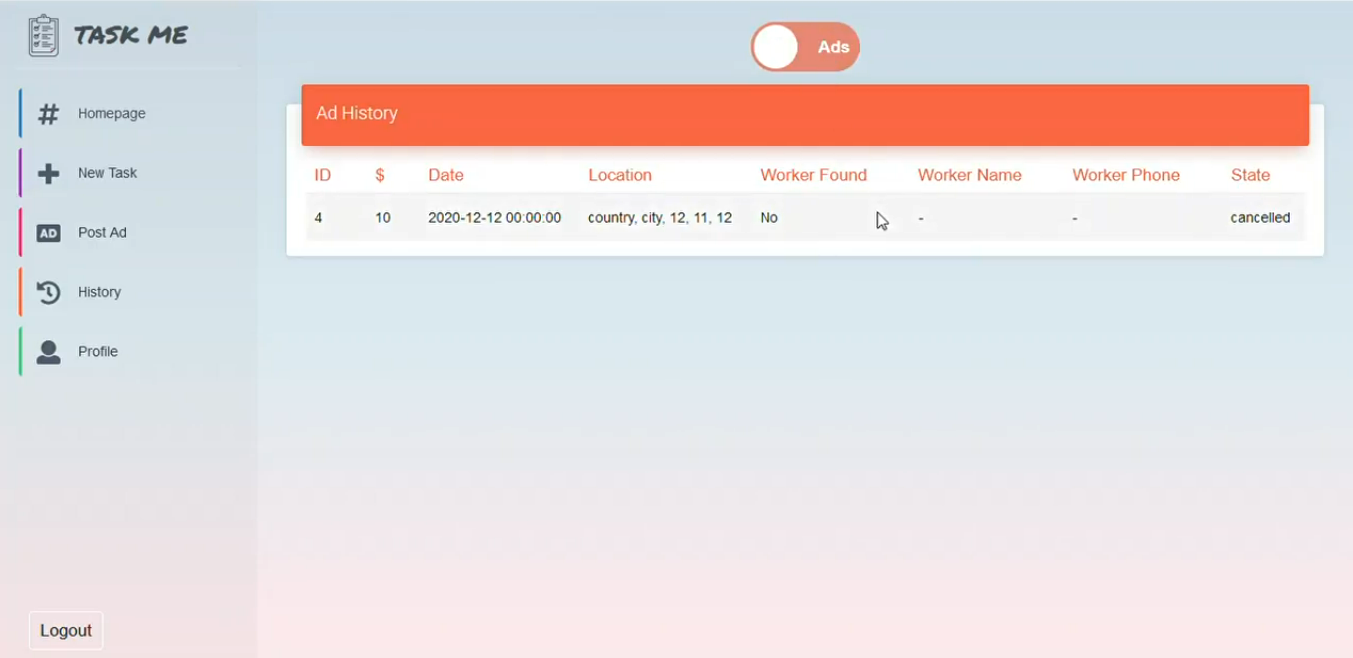 TASK ME
Homepage
New Task
AD Post Ad
History
Profile
Logout
Ads
Ad History
ID $ Date Location Worker Found Worker Name Worker Phone State
4 10 2020-12-12 00:00:00 country, city, 12, 11, 12 No - - cancelled